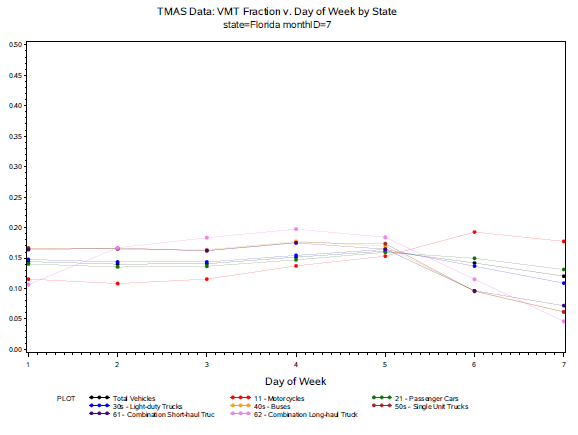 TMAS Data: VMT Fraction v. Day of Week by State
state=Florida monthID=7
0.50
0.45
0.40
0.35
0.30
0.25
0.20
0.15
0.10
0.05
0.00
1 2 3 4 5 6 7
Day of Week
PLOT Total Vehicles 11 - Motorcycles 21 - Passenger Cars
30s - Light-duty Trucks 40s - Buses 50s - Single Unit Trucks
61 - Combination Short-haul Truc 62 - Combination Long-haul Truck